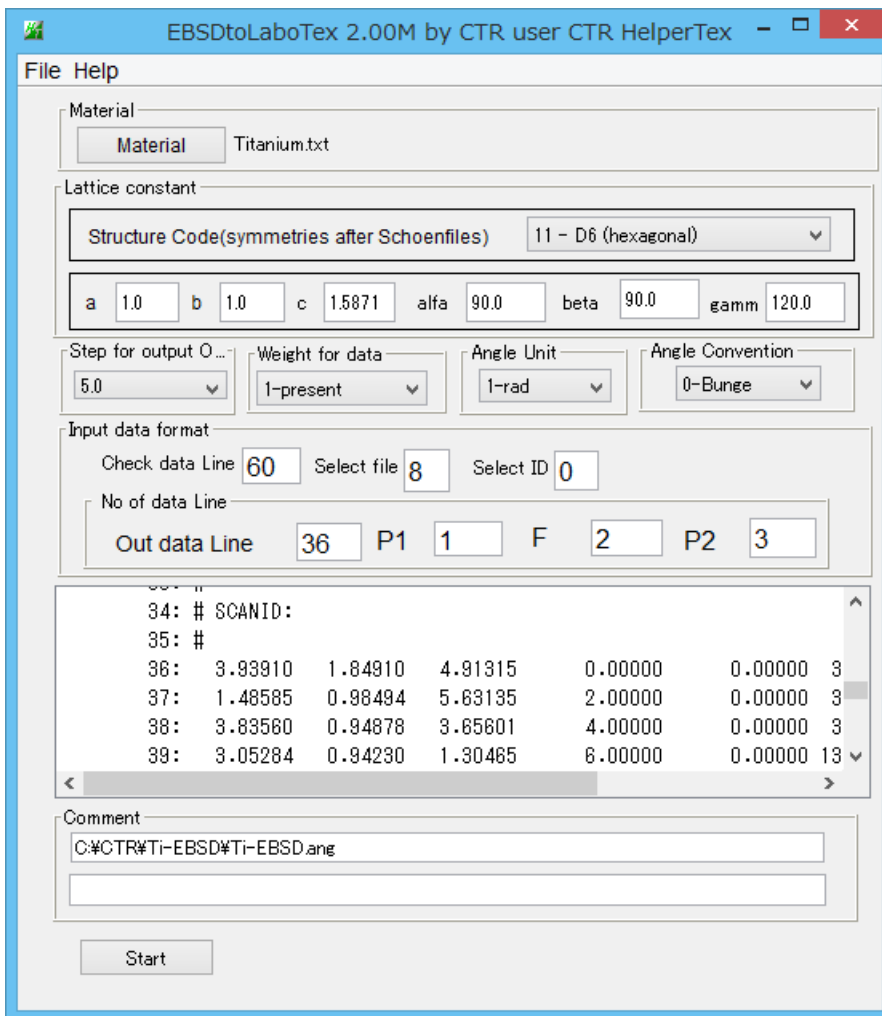 EBSDtoLaboTex 2.00M by CTR user CTR HelperTex
File Help
Material
Material Titanium.txt
Lattice constant
Structure Code(symmetries after Schoenfiles) 11 - D6 (hexagonal)
a 1.0 b 1.0 c 1.5871 alfa 90.0 beta 90.0 gamm 120.0
Step for output O... Weight for data Angle Unit Angle Convention
5.0 1-present 1-rad 0-Bunge
Input data format
Check data Line 60 Select file 8 Select ID 0
No of data Line
Out data Line 36 P1 1 F 2 P2 3
34: # SCANID:
35: #
36: 3.93910 1.84910 4.91315 0.00000 0.00000 3
37: 1.48585 0.98494 5.63135 2.00000 0.00000 3
38: 3.83560 0.94878 3.65601 4.00000 0.00000 3
39: 3.05284 0.94230 1.30465 6.00000 0.00000 13
Comment
C:¥CTR¥Ti-EBSD¥Ti-EBSD.ang
Start